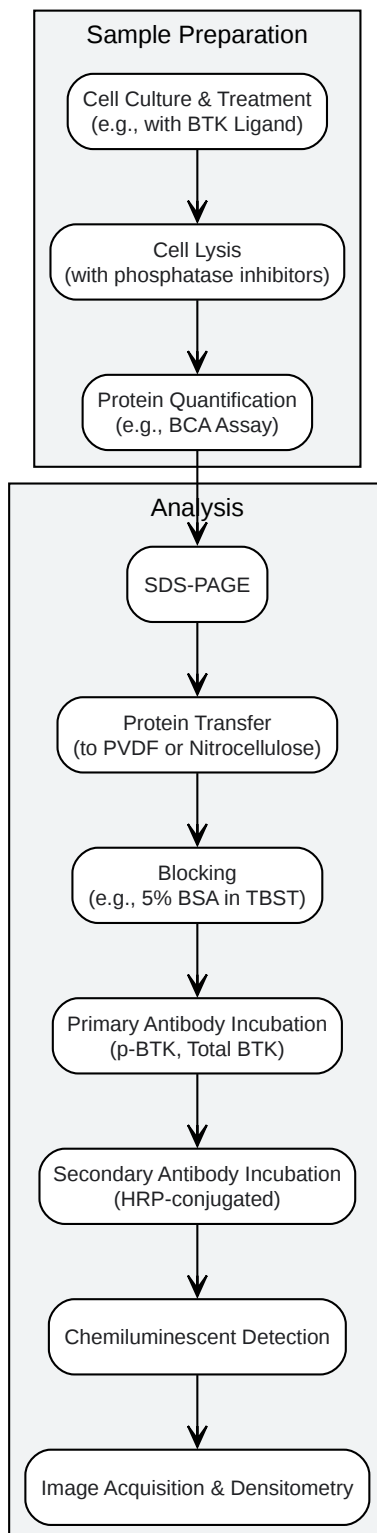 Sample Preparation
Cell Culture & Treatment
(e.g., with BTK Ligand)
Cell Lysis
(with phosphatase inhibitors)
Protein Quantification
(e.g., BCA Assay)
Analysis
SDS-PAGE
Protein Transfer
(to PVDF or Nitrocellulose)
Blocking
(e.g., 5% BSA in TBST)
Primary Antibody Incubation
(p-BTK, Total BTK)
Secondary Antibody Incubation
(HRP-conjugated)
Chemiluminescent Detection
Image Acquisition & Densitometry